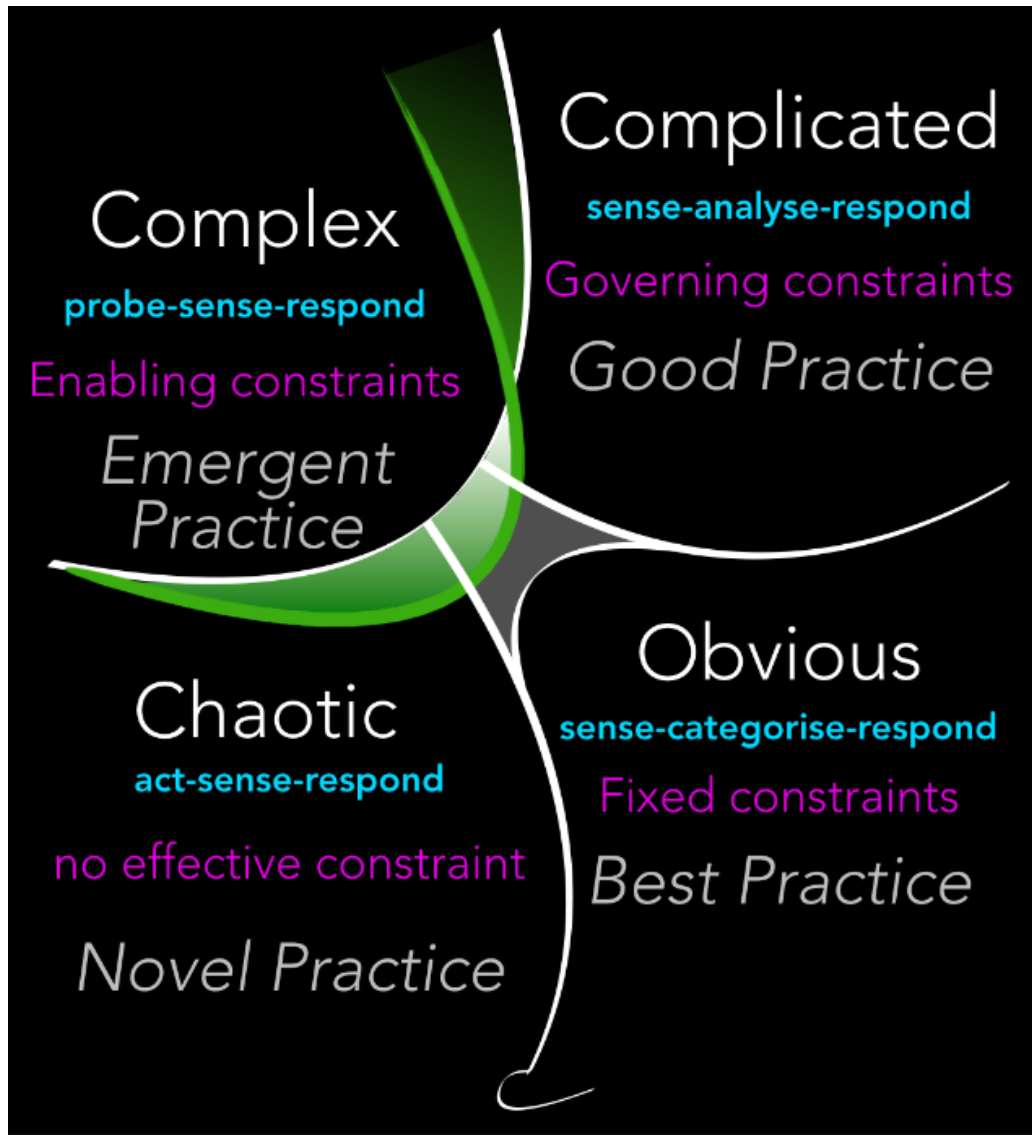 Complex
probe-sense-respond
Enabling constraints
Emergent
Practice
Complicated
sense-analyse-respond
Governing constraints
Good Practice
Chaotic
act-sense-respond
no effective constraint
Novel Practice
Obvious
sense-categorise-respond
Fixed constraints
Best Practice